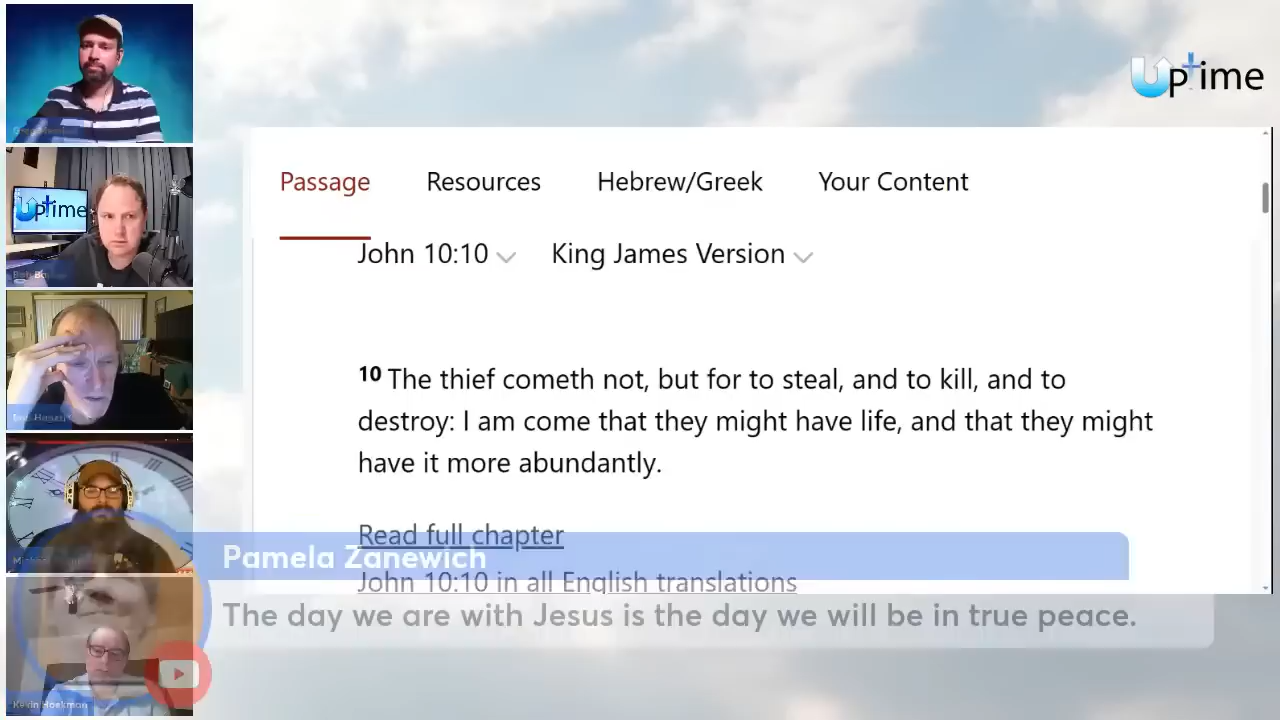 Uptime
Passage
Resources
Hebrew/Greek
Your Content
John 10:10
King James Version
10 The thief cometh not, but for to steal, and to kill, and to
destroy: I am come that they might have life, and that they might
have it more abundantly.
Read full chapter
John 10:10 in all English translations
Pamela Zanewich
The day we are with Jesus is the day we will be in true peace.
Uptime
Kevin Hoekman